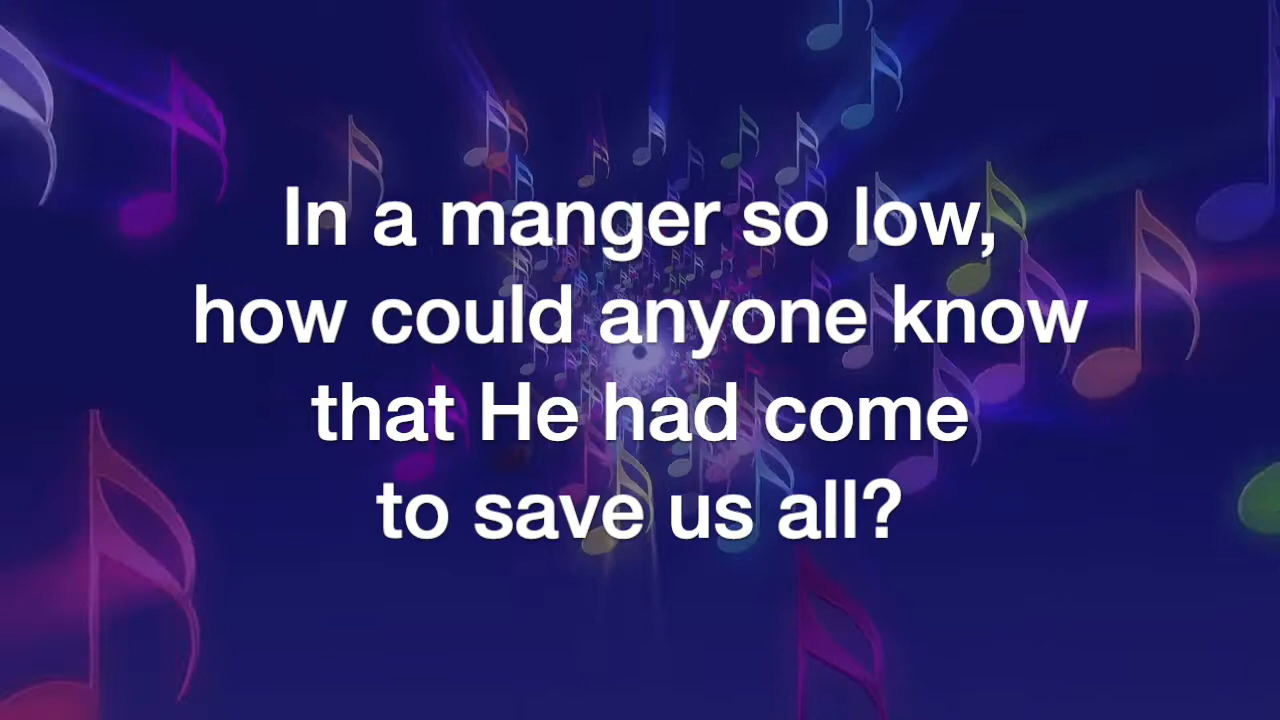 In a manger so low,
how could anyone know
that He had come
to save us all?